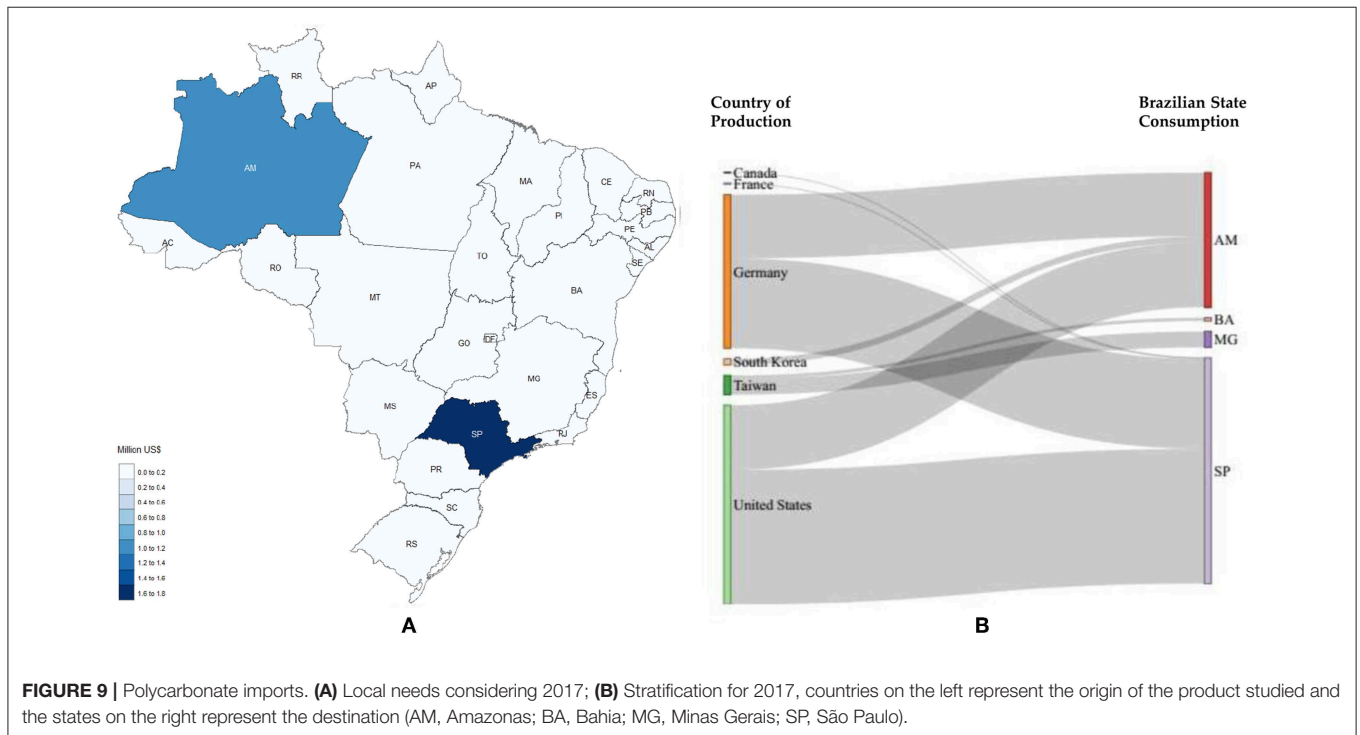 RR
AP
AM
PA
MA
CE
RN
PB
PI
PE
AL
SE
AC
RO
TO
BA
MT
GO
DF
MG
ES
MS
SP
RJ
PR
SC
RS
Million US$
0.0 to 0.2
0.2 to 0.4
0.4 to 0.6
0.6 to 0.8
0.8 to 1.0
1.0 to 1.2
1.2 to 1.4
1.4 to 1.6
1.6 to 1.8
A
Country of
Production
Brazilian State
Consumption
Canada
France
Germany
South Korea
Taiwan
United States
AM
BA
MG
SP
B
FIGURE 9 | Polycarbonate imports. (A) Local needs considering 2017; (B) Stratification for 2017, countries on the left represent the origin of the product studied and
the states on the right represent the destination (AM, Amazonas; BA, Bahia; MG, Minas Gerais; SP, São Paulo).